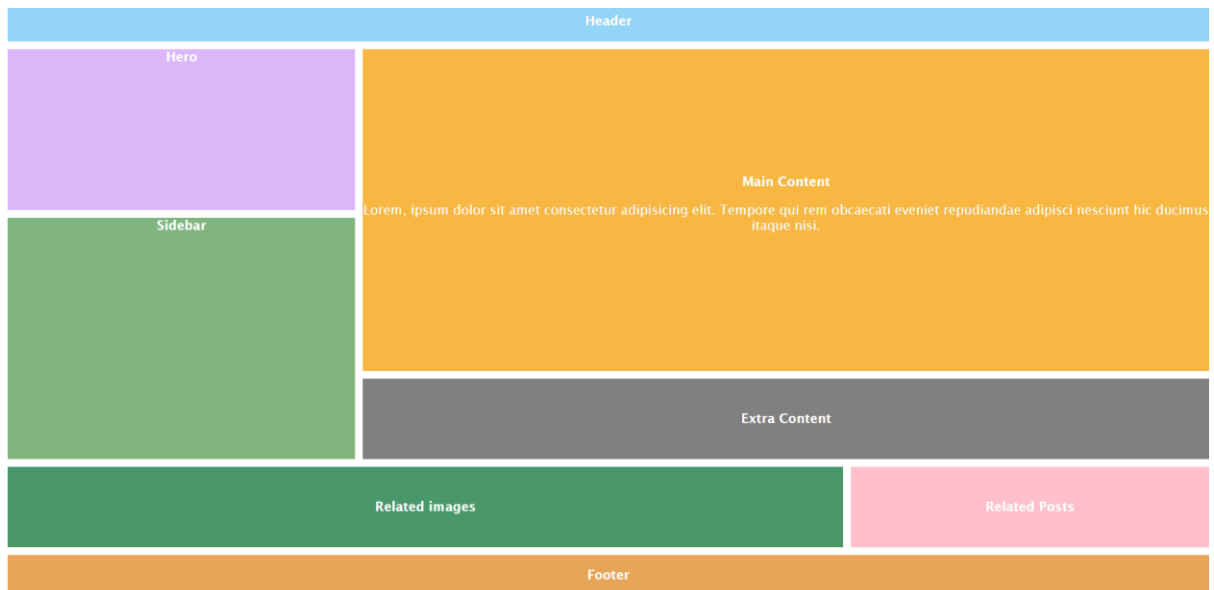 Header
Hero
Main Content
Lorem, ipsum dolor sit amet consectetur adipisicing elit. Tempore qui rem obcaecati eveniet repudiandae adipisci nesciunt hic ducimus
itaque nisi.
Sidebar
Extra Content
Related images
Related Posts
Footer